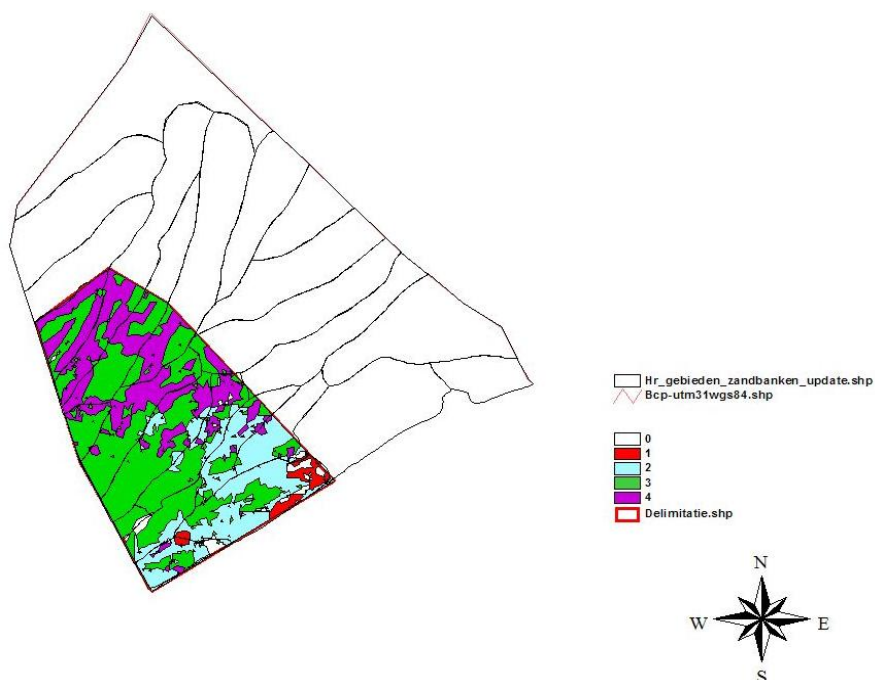 Hr_gebieden_zandbanken_update.shp
Bcp-utm31wgs84.shp
0
1
2
3
4
Delimitatie.shp
N
W E
S